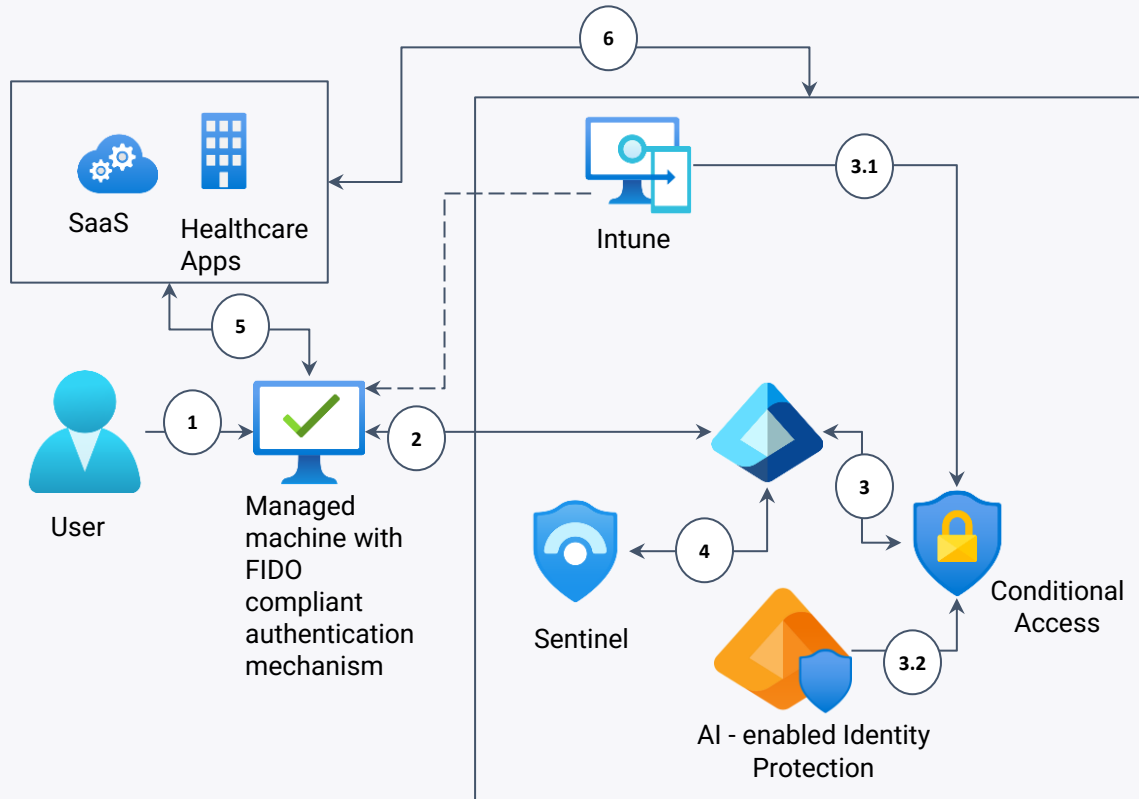 6
3.1
SaaS
Healthcare
Apps
Intune
5
1
2
3
User
Managed
machine with
FIDO
compliant
authentication
mechanism
4
Sentinel
Conditional
Access
3.2
AI - enabled Identity
Protection